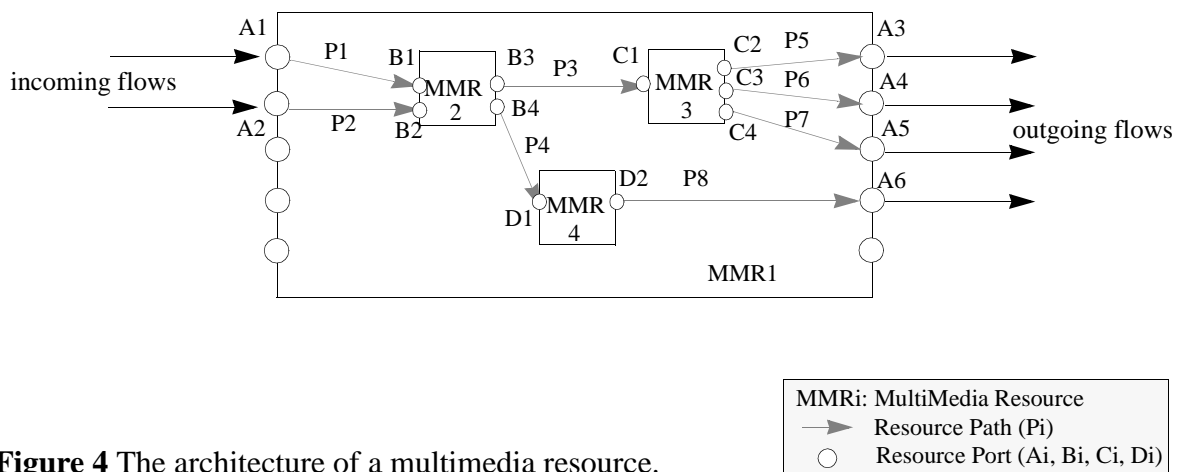 A1
A3
P1
B1
B3
P3
C1
C2
P5
incoming flows
MMR
2
MMR
3
C3
P6
A4
A2
P2
B2
B4
C4
P7
A5
outgoing flows
P4
D2
P8
A6
D1
MMR
4
MMR1
MMRi: MultiMedia Resource
Resource Path (Pi)
Resource Port (Ai, Bi, Ci, Di)
Figure 4 The architecture of a multimedia resource.